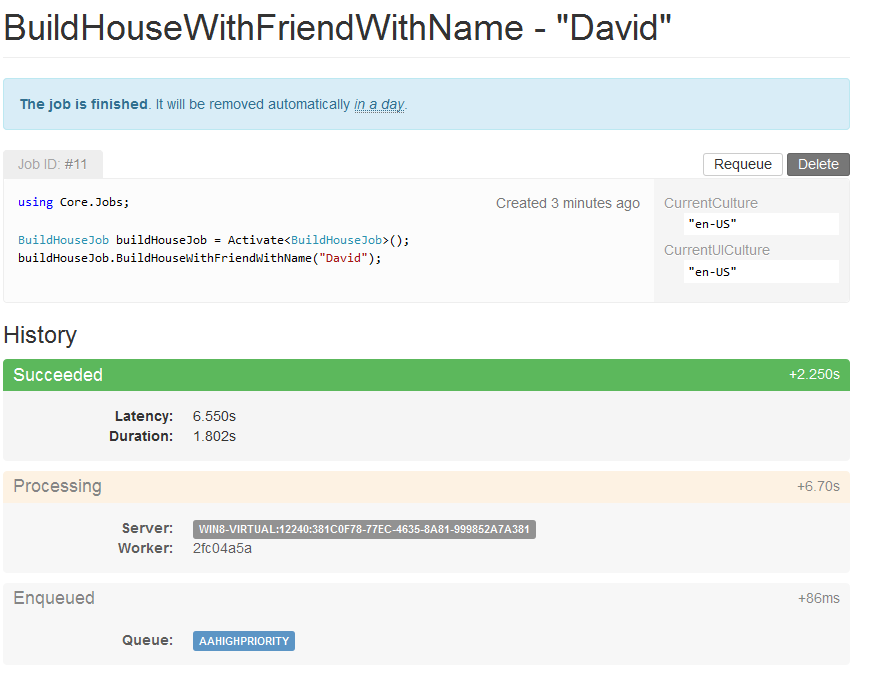 BuildHouseWithFriendWithName - "David"
The job is finished. It will be removed automatically in a day.
Job ID: #11
Requeue Delete
using Core.Jobs;
Created 3 minutes ago
CurrentCulture
"en-US"
BuildHouseJob buildHouseJob = Activate<BuildHouseJob>();
CurrentUICulture
buildHouseJob.BuildHouseWithFriendWithName("David");
"en-US"
History
Succeeded +2.250s
Latency: 6.550s
Duration: 1.802s
Processing +6.70s
Server: WIN8-VIRTUAL:12240:381C0F78-77EC-4635-8A81-999852A7A381
Worker: 2fc04a5a
Enqueued +86ms
Queue: AAHIGHPRIORITY